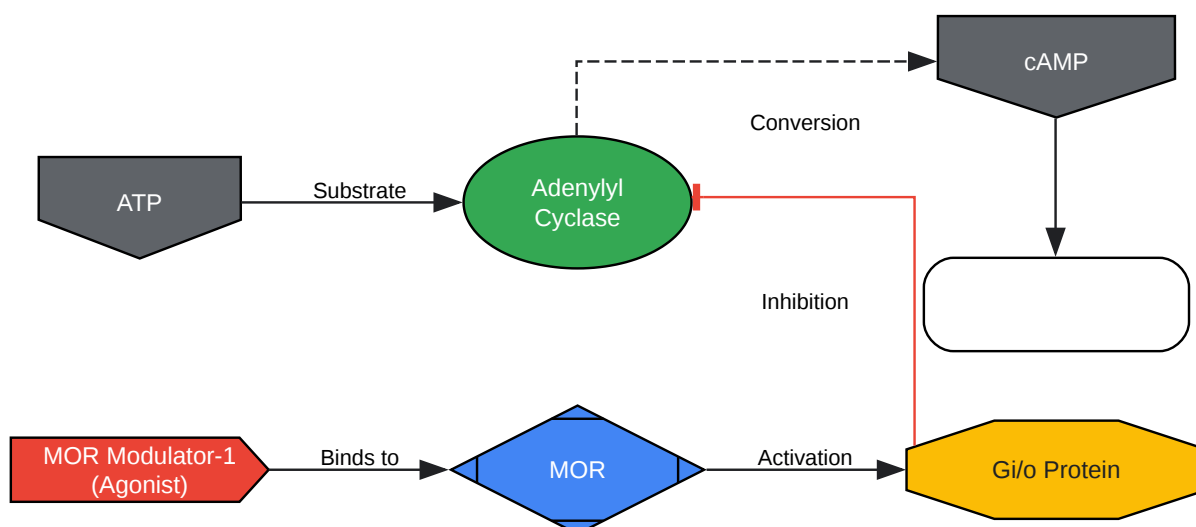 cAMP
Conversion
Adenylyl
Cyclase
ATP
Substrate
Inhibition
MOR Modulator-1
(Agonist)
Binds to
MOR
Activation
Gi/o Protein